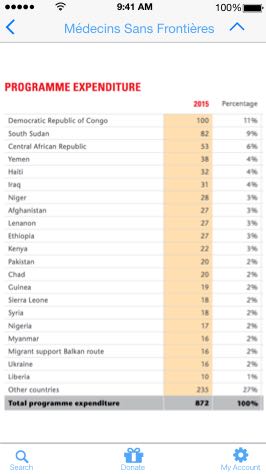 9:41 AM 100%
Médecins Sans Frontières
PROGRAMME EXPENDITURE
2015 Percentage
Democratic Republic of Congo 100 11%
South Sudan 82 9%
Central African Republic 53 6%
Yemen 38 4%
Haiti 32 4%
Iraq 31 4%
Niger 28 3%
Afghanistan 27 3%
Lenanon 27 3%
Ethiopia 27 3%
Kenya 22 3%
Pakistan 20 2%
Chad 20 2%
Guinea 19 2%
Sierra Leone 18 2%
Syria 18 2%
Nigeria 17 2%
Myanmar 16 2%
Migrant support Balkan route 16 2%
Ukraine 16 2%
Liberia 10 1%
Other countries 235 27%
Total programme expenditure 872 100%
Search Donate My Account